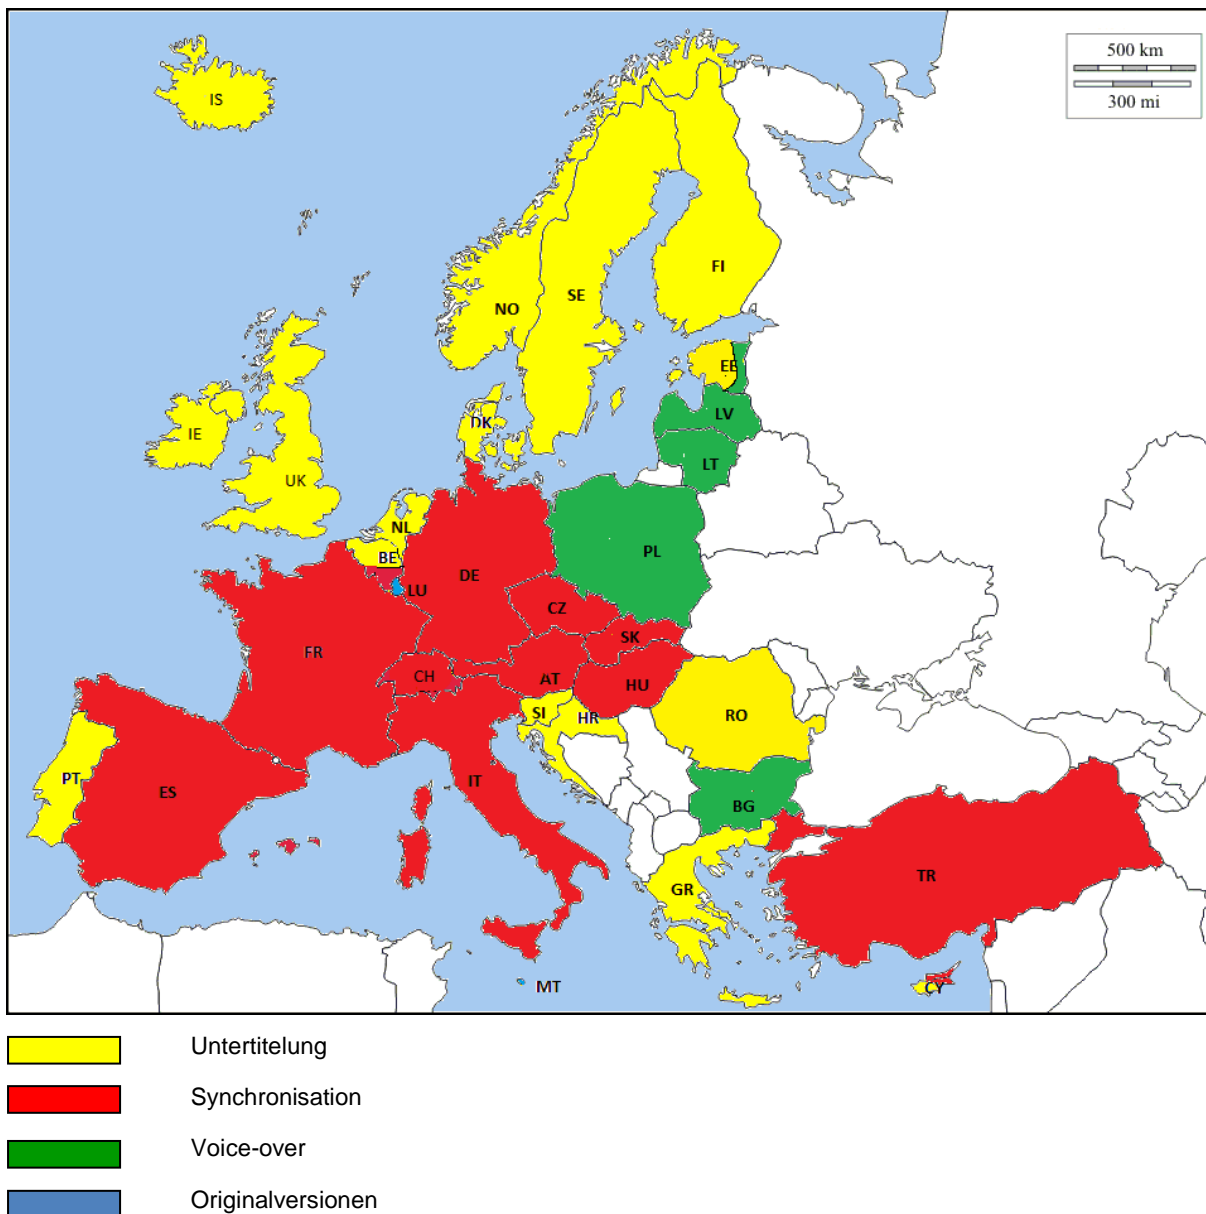 500 km
300 mi
IS
FI
SE
NO
EE
LV
DK
IE
LT
UK
NL
PL
BE
DE
LU
CZ
SK
FR
CH
AT
HU
SI
HR
RO
PT
ES
IT
BG
TR
GR
MT
CY
Untertitelung
Synchronisation
Voice-over
Originalversionen